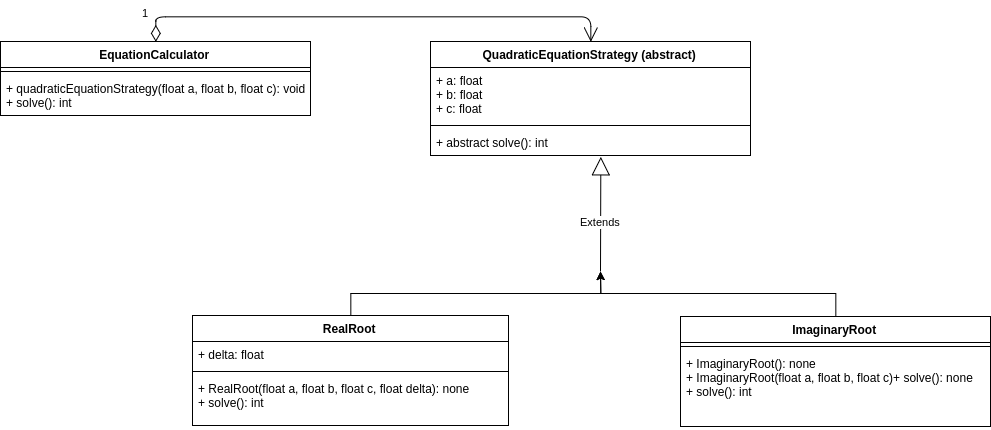 1
EquationCalculator
+ quadraticEquationStrategy(float a, float b, float c): void
+ solve(): int
QuadraticEquationStrategy (abstract)
+ a: float
+ b: float
+ c: float
+ abstract solve(): int
Extends
RealRoot
+ delta: float
+ RealRoot(float a, float b, float c, float delta): none
+ solve(): int
ImaginaryRoot
+ ImaginaryRoot(): none
+ ImaginaryRoot(float a, float b, float c)+ solve(): none
+ solve(): int